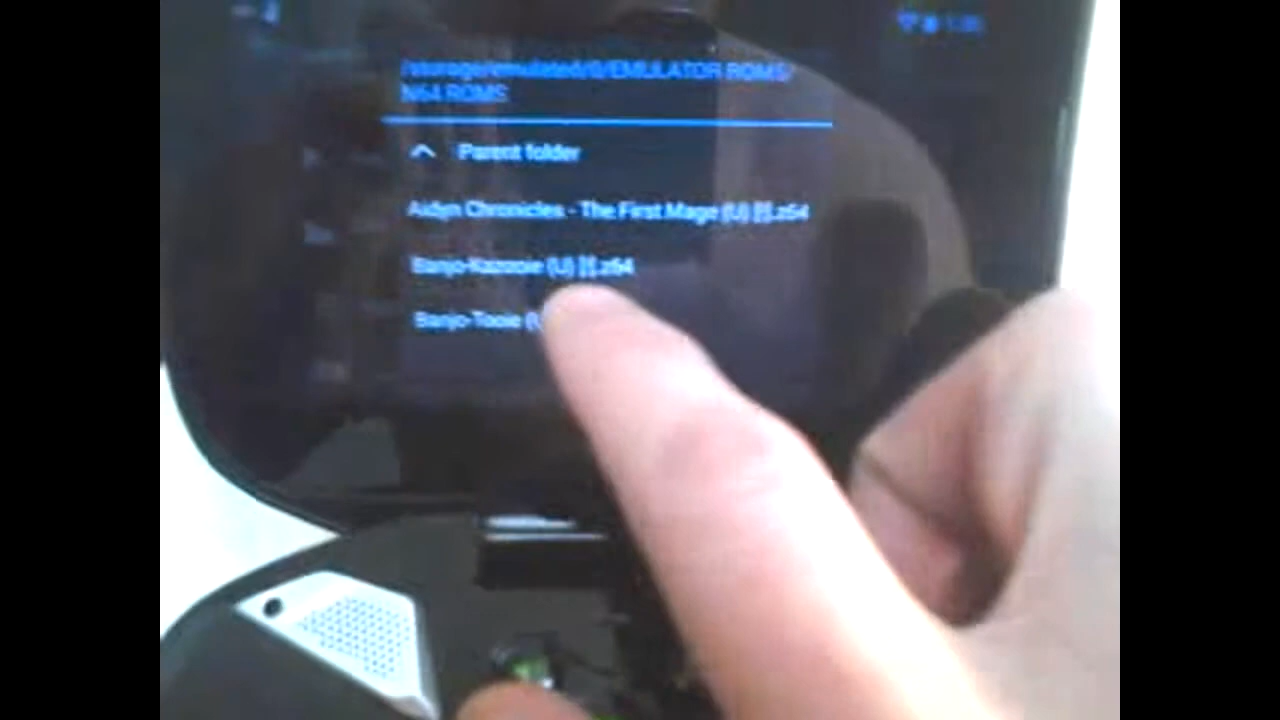 /storage/emulated/0/EMULATOR ROMS/
N64 ROMS
Parent folder
Aidyn Chronicles - The First Mage (U) [!].z64
Banjo-Kazooie (U) [!].z64
Banjo-Tooie (U